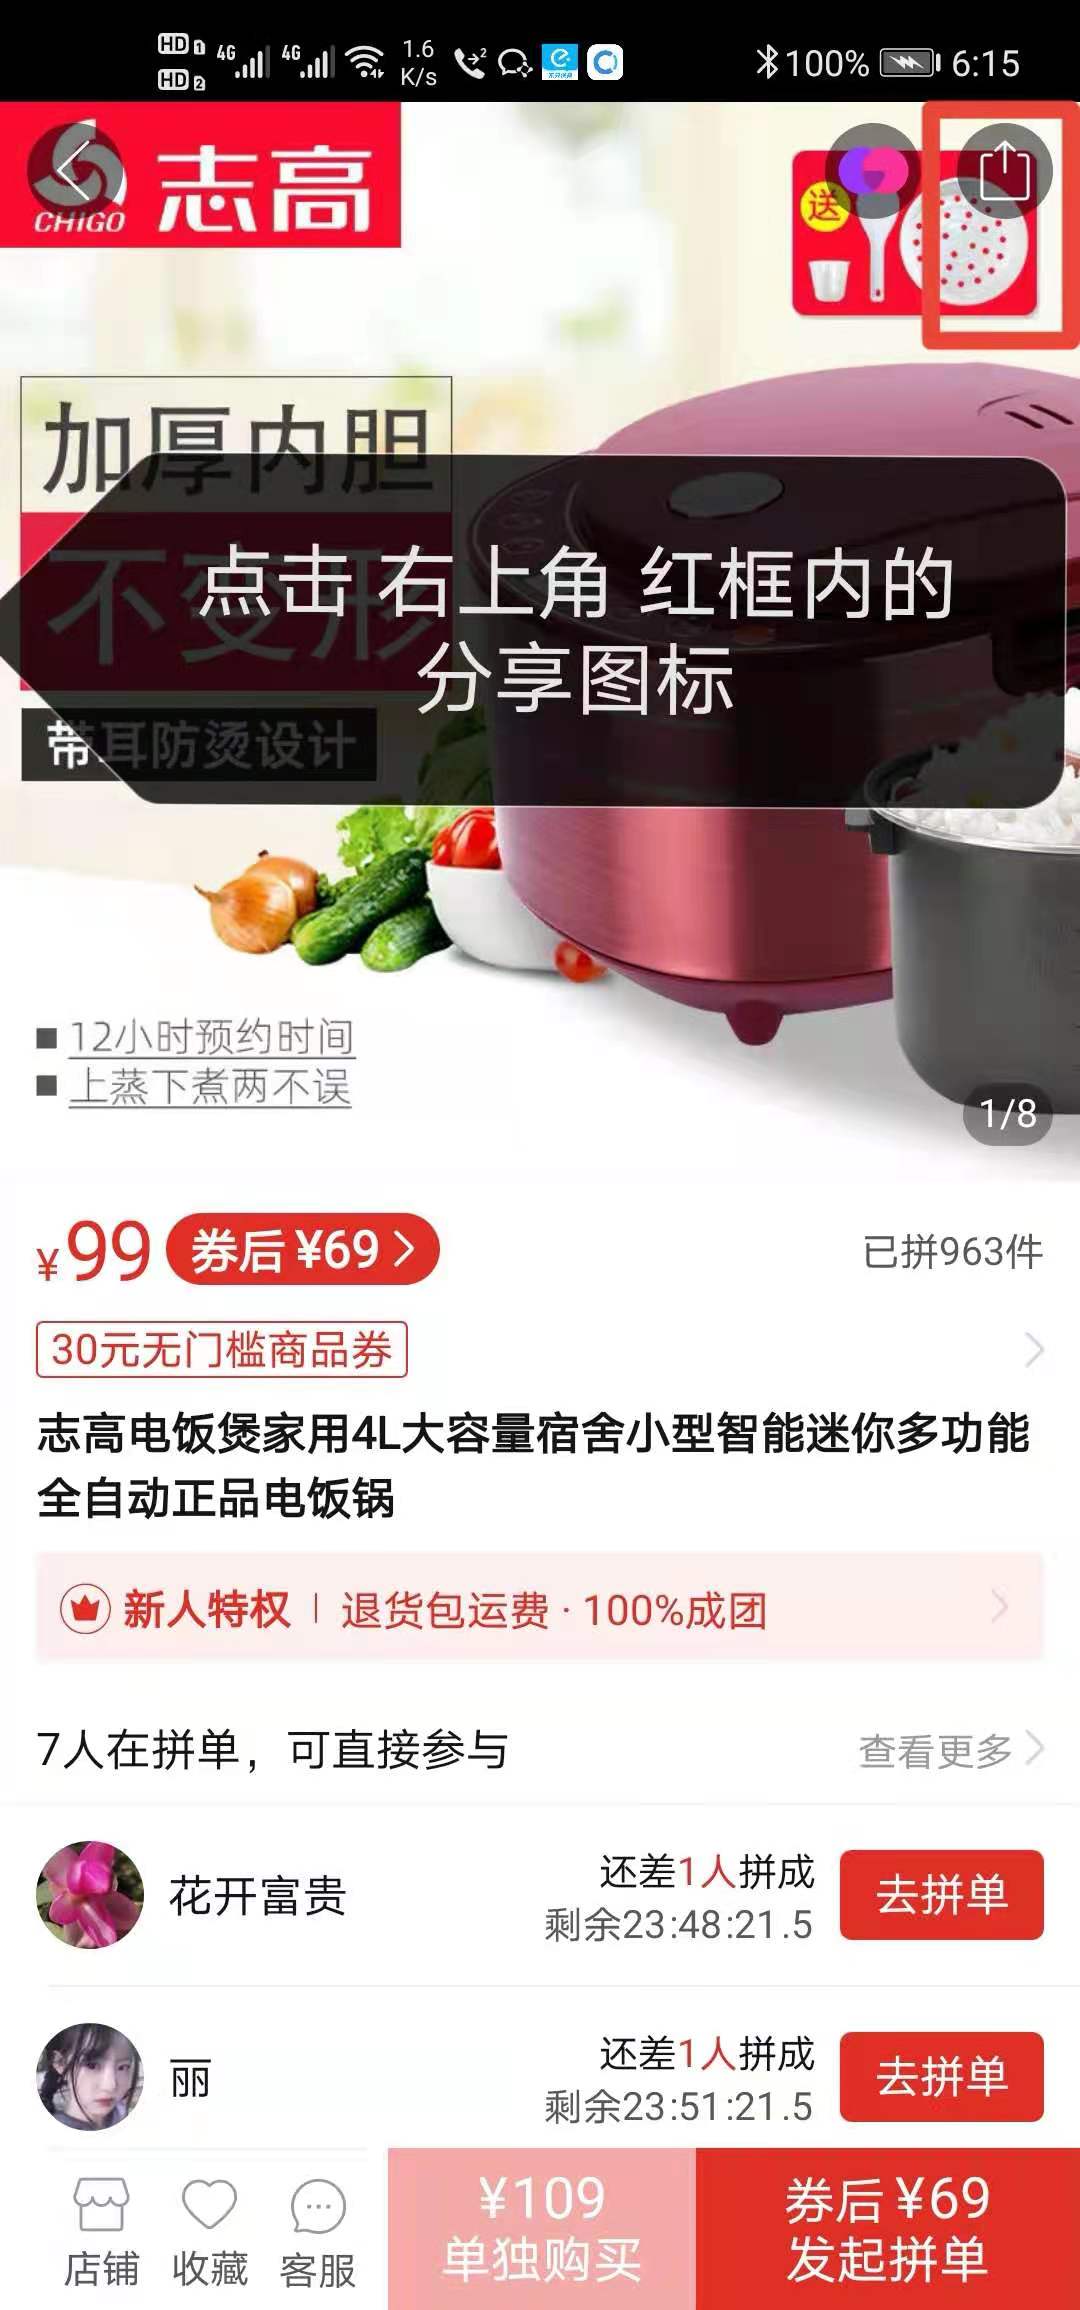 HD 1 4G 4G 1.6 2 100% 6:15
HD 2 K/s
志高
CHIGO
送
加厚内胆
不变形
点击 右上角 红框内的
分享图标
带耳防烫设计
12小时预约时间
上蒸下煮两不误
1/8
¥99 券后¥69 已拼963件
30元无门槛商品券
志高电饭煲家用4L大容量宿舍小型智能迷你多功能
全自动正品电饭锅
新人特权 | 退货包运费 · 100%成团
7人在拼单，可直接参与 查看更多
花开富贵 还差1人拼成 去拼单
剩余23:48:21.5
丽 还差1人拼成 去拼单
剩余23:51:21.5
¥109 券后¥69
店铺 收藏 客服 单独购买 发起拼单